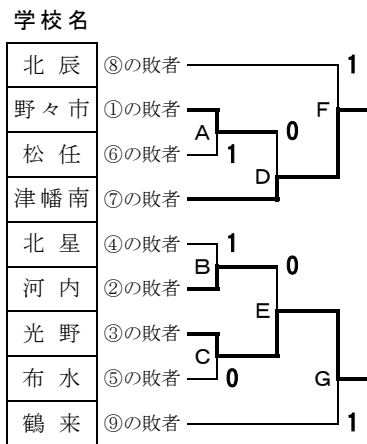 学校名
北辰 ⑧の敗者 1
F
野々市 ①の敗者
A 0
松任 ⑥の敗者 1
D
津幡南 ⑦の敗者
北星 ④の敗者 1
B 0
河内 ②の敗者
E
光野 ③の敗者
C G
布水 ⑤の敗者 0
鶴来 ⑨の敗者 1